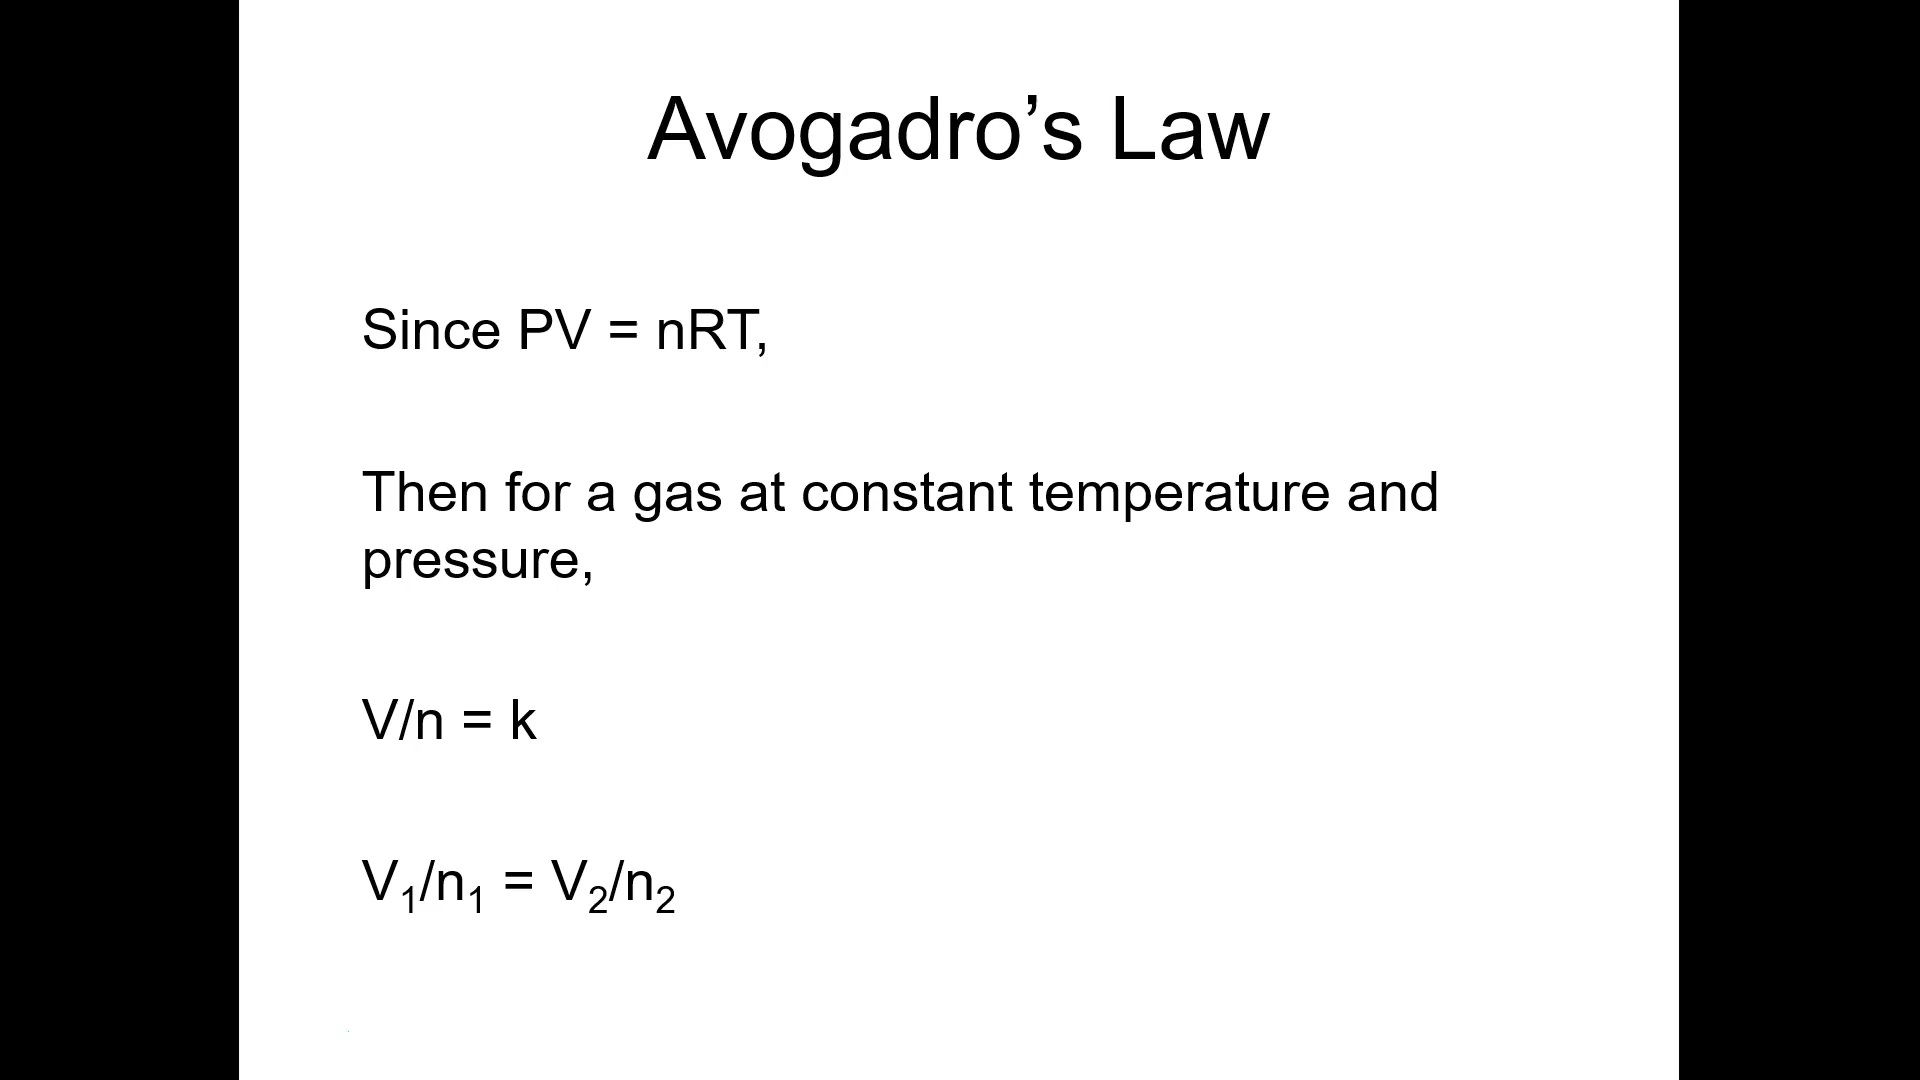 Avogadro’s Law
Since PV = nRT,
Then for a gas at constant temperature and
pressure,
V/n = k
V₁/n₁ = V₂/n₂